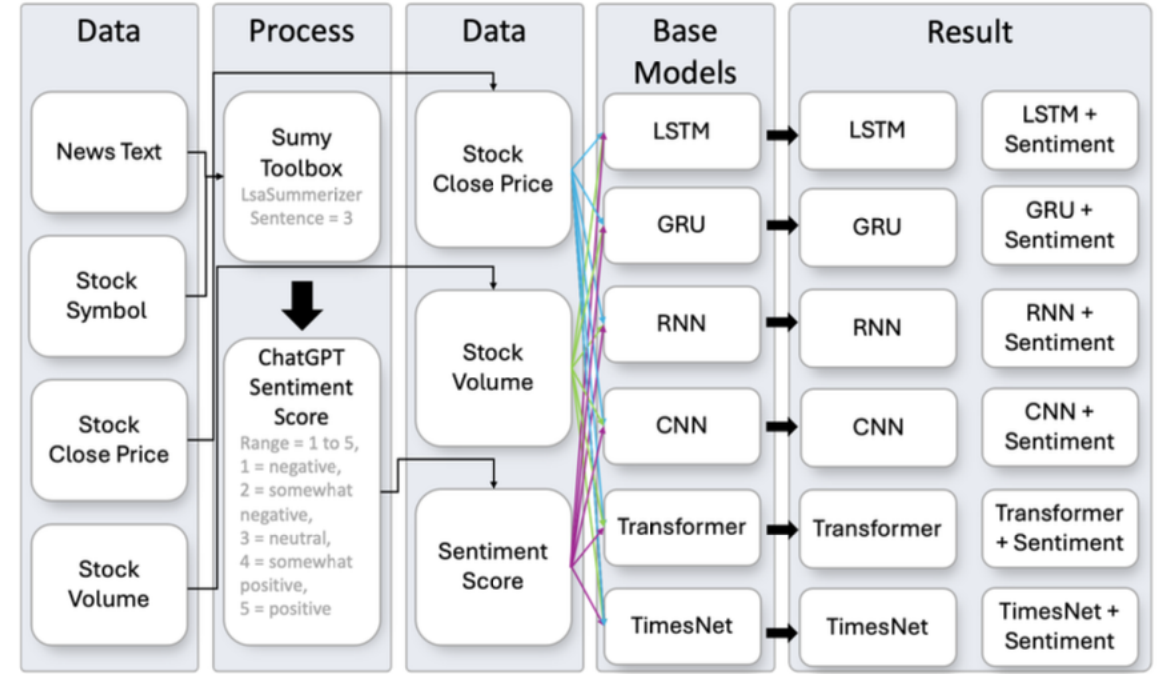 Data
News Text
Stock
Symbol
Stock
Close Price
Stock
Volume
Process
Sumy
Toolbox
LsaSummerizer
Sentence = 3
ChatGPT
Sentiment
Score
Range = 1 to 5,
1 = negative,
2 = somewhat
negative,
3 = neutral,
4 = somewhat
positive,
5 = positive
Data
Stock
Close Price
Stock
Volume
Sentiment
Score
Base
Models
LSTM
GRU
RNN
CNN
Transformer
TimesNet
Result
LSTM
LSTM +
Sentiment
GRU
GRU +
Sentiment
RNN
RNN +
Sentiment
CNN
CNN +
Sentiment
Transformer
Transformer
+ Sentiment
TimesNet
TimesNet +
Sentiment